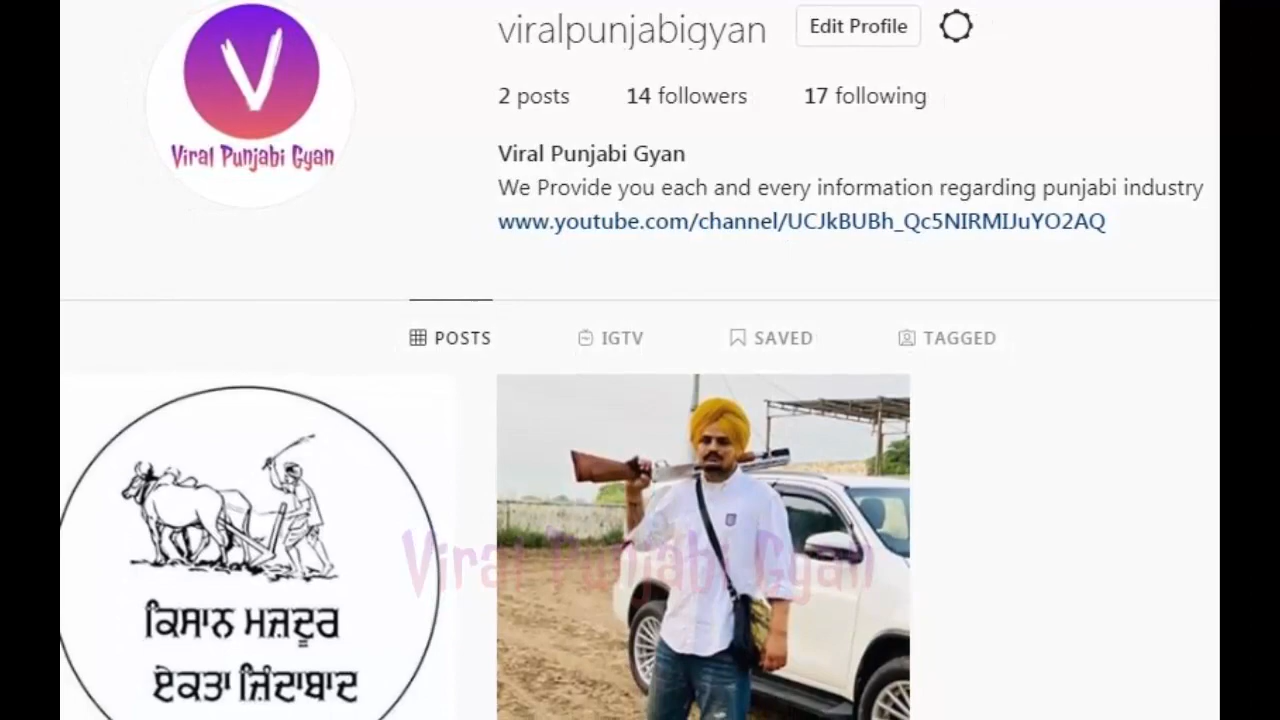 V
Viral Punjabi Gyan
viralpunjabigyan
Edit Profile
2 posts 14 followers 17 following
Viral Punjabi Gyan
We Provide you each and every information regarding punjabi industry
www.youtube.com/channel/UCJkBUBh_Qc5NIRMIJuYO2AQ
POSTS IGTV SAVED TAGGED
ਕਿਸਾਨ ਮਜ਼ਦੂਰ
ਏਕਤਾ ਜ਼ਿੰਦਾਬਾਦ
Viral Punjabi Gyan